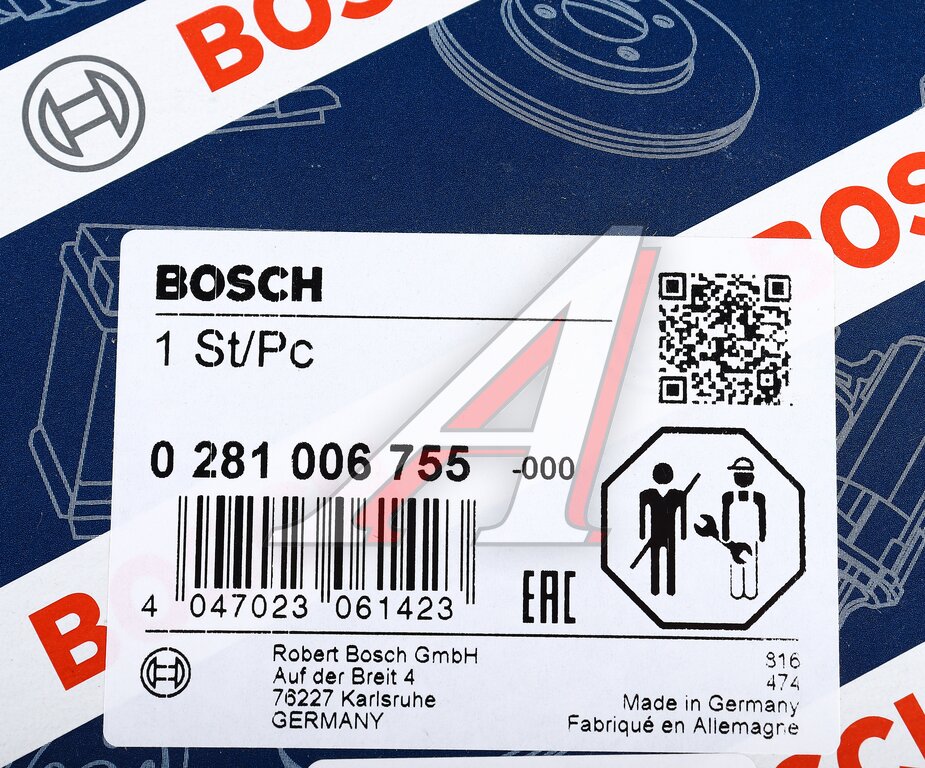 BOSCH
BOS
BOSCH
1 St/Pc
0 281 006 755 -000
4 047023 061423
EAC
Robert Bosch GmbH
Auf der Breit 4
76227 Karlsruhe
GERMANY
816
474
Made in Germany
Fabriqué en Allemagne